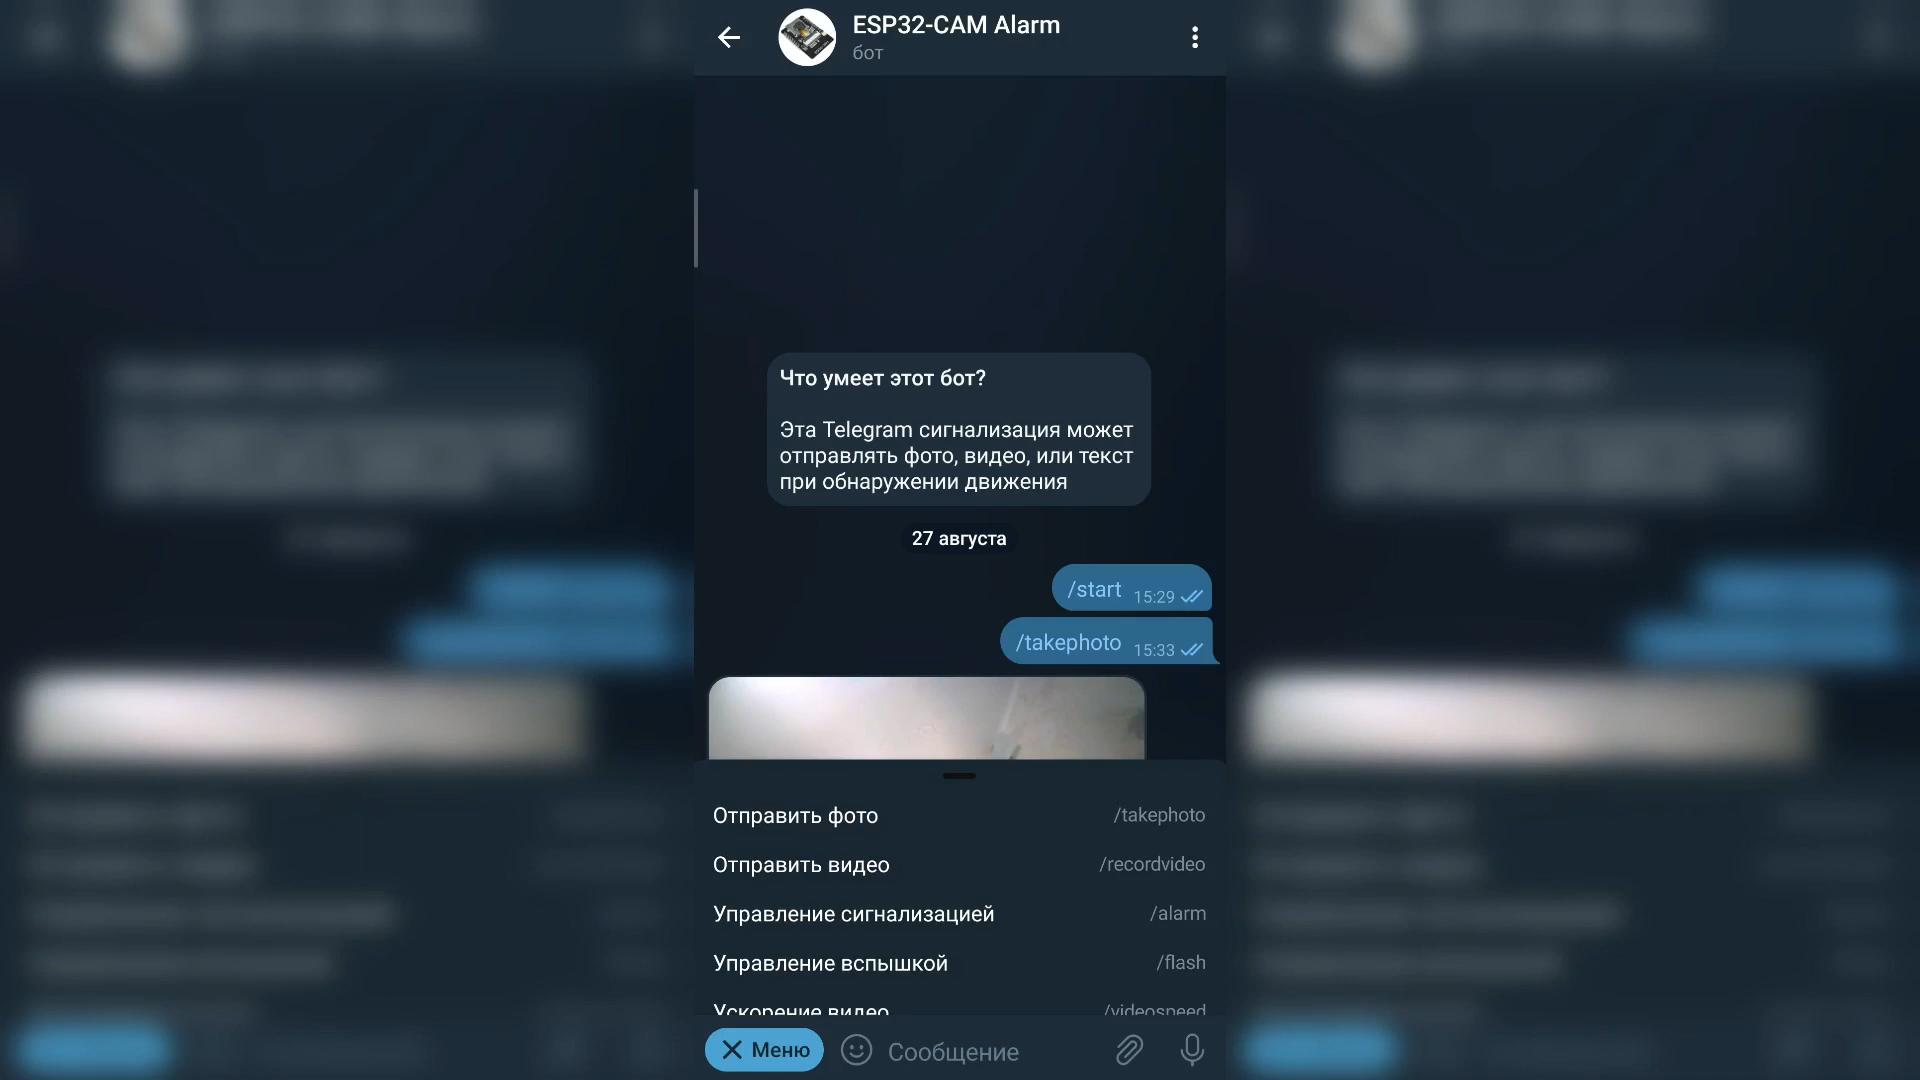 ESP32-CAM Alarm
бот
Что умеет этот бот?
Эта Telegram сигнализация может
отправлять фото, видео, или текст
при обнаружении движения
27 августа
/start 15:29
/takephoto 15:33
Отправить фото /takephoto
Отправить видео /recordvideo
Управление сигнализацией /alarm
Управление вспышкой /flash
Ускорение видео /videospeed
Меню Сообщение